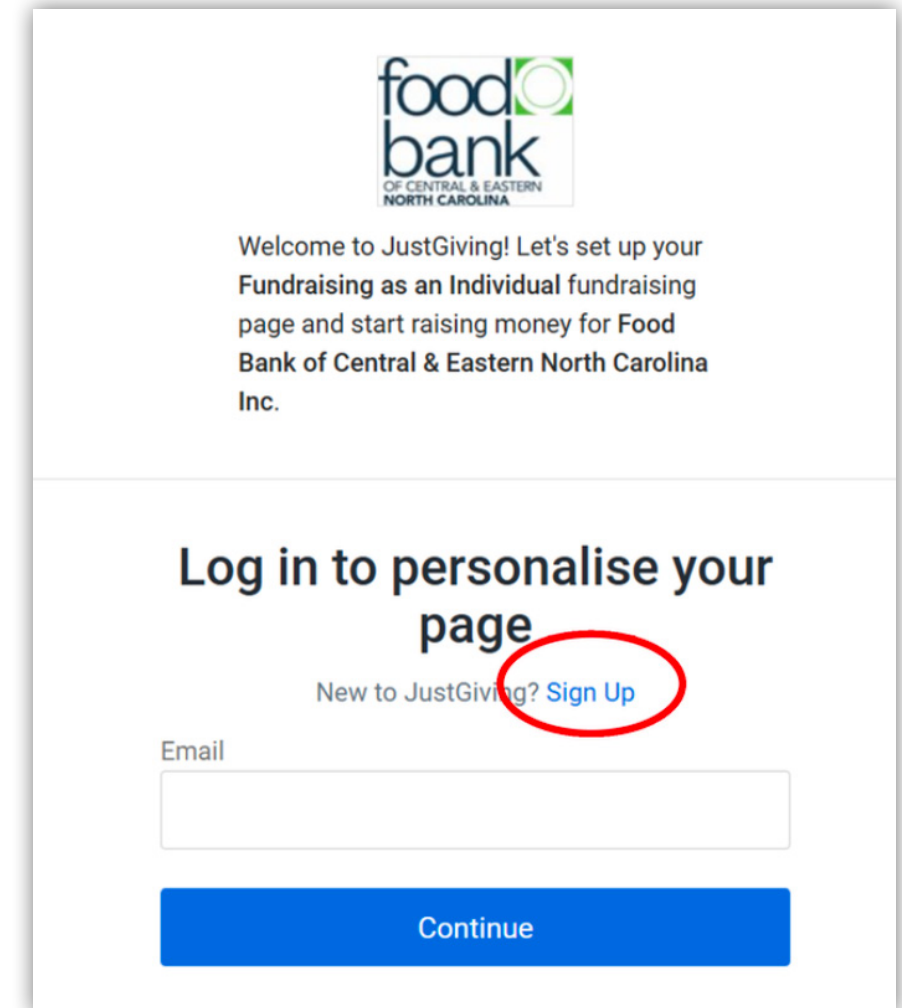 food
bank
OF CENTRAL & EASTERN
NORTH CAROLINA
Welcome to JustGiving! Let's set up your
Fundraising as an Individual fundraising
page and start raising money for Food
Bank of Central & Eastern North Carolina
Inc.
Log in to personalise your
page
New to JustGiving? Sign Up
Email
Continue